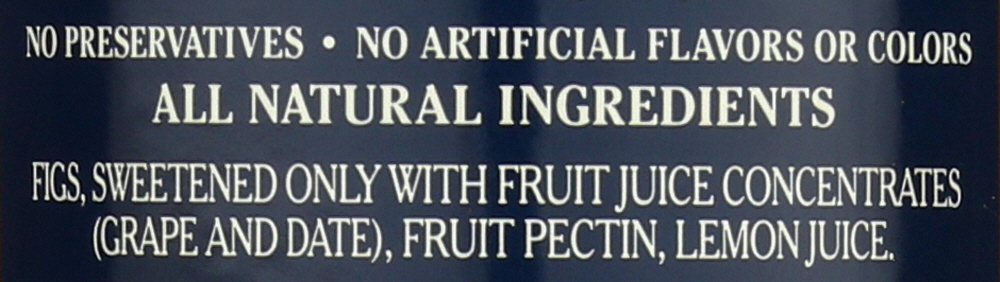 NO PRESERVATIVES • NO ARTIFICIAL FLAVORS OR COLORS
ALL NATURAL INGREDIENTS
FIGS, SWEETENED ONLY WITH FRUIT JUICE CONCENTRATES
(GRAPE AND DATE), FRUIT PECTIN, LEMON JUICE.